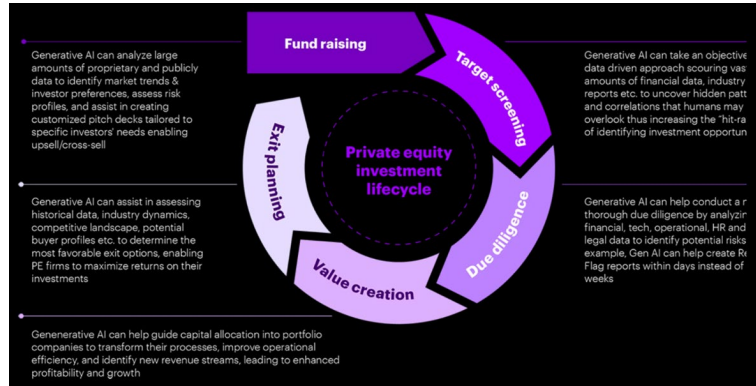 Fund raising
Generative AI can analyze large
amounts of proprietary and publicly
data to identify market trends &
investor preferences, assess risk
profiles, and assist in creating
customized pitch decks tailored to
specific investors' needs enabling
upsell/cross-sell
Target screening
Generative AI can take an objective
data driven approach scouring vas
amounts of financial data, industry
reports etc. to uncover hidden patt
and correlations that humans may
overlook thus increasing the "hit-ra
of identifying investment opportun
Private equity
investment
lifecycle
Exit planning
Generative AI can assist in assessing
historical data, industry dynamics,
competitive landscape, potential
buyer profiles etc. to determine the
most favorable exit options, enabling
PE firms to maximize returns on their
investments
Due diligence
Generative AI can help conduct a
thorough due diligence by analyzin
financial, tech, operational, HR and
legal data to identify potential risks
example, Gen AI can help create Re
Flag reports within days instead of
weeks
Value creation
Genenerative AI can help guide capital allocation into portfolio
companies to transform their processes, improve operational
efficiency, and identify new revenue streams, leading to enhanced
profitability and growth